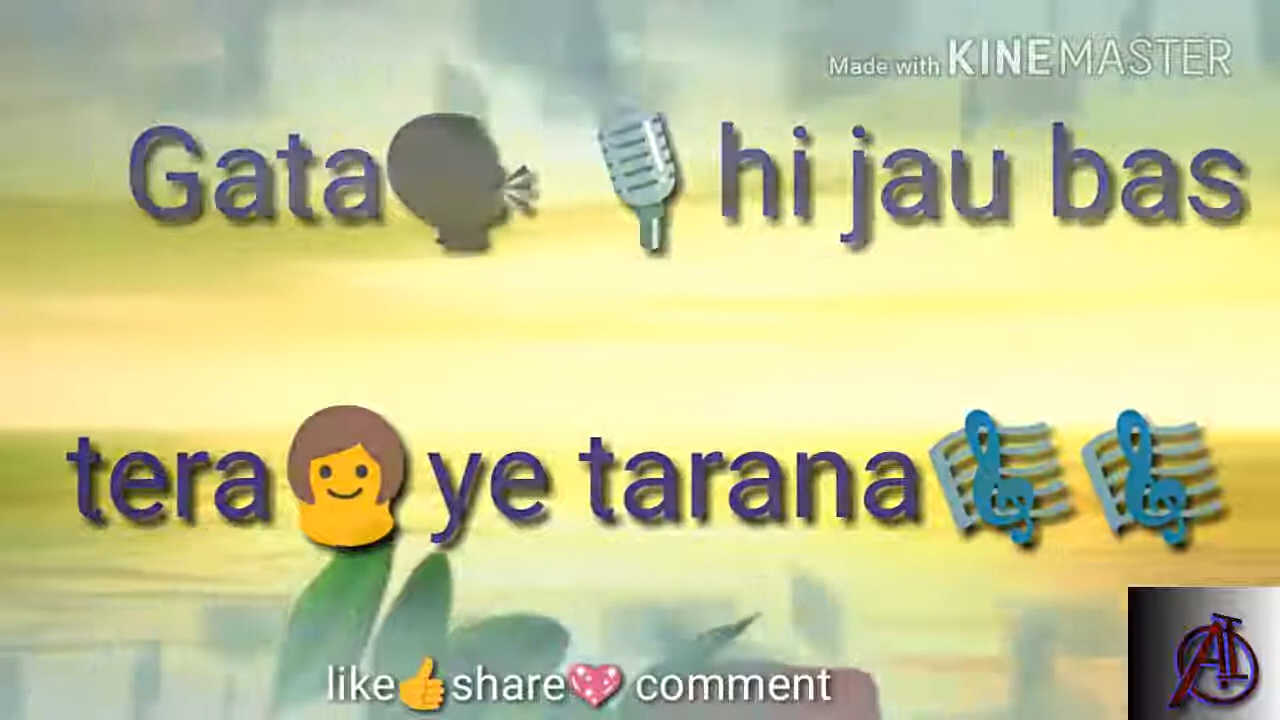 Made with KINEMASTER
Gata🗣️ 🎙️ hi jau bas
tera👩 ye tarana🎼 🎼
like👍share💖 comment